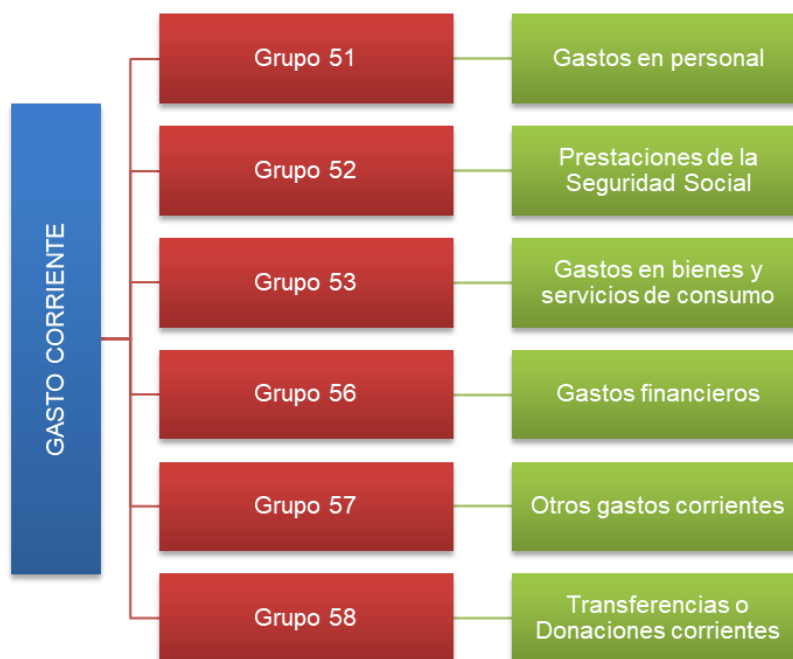 GASTO CORRIENTE
Grupo 51
Gastos en personal
Grupo 52
Prestaciones de la
Seguridad Social
Grupo 53
Gastos en bienes y
servicios de consumo
Grupo 56
Gastos financieros
Grupo 57
Otros gastos corrientes
Grupo 58
Transferencias o
Donaciones corrientes